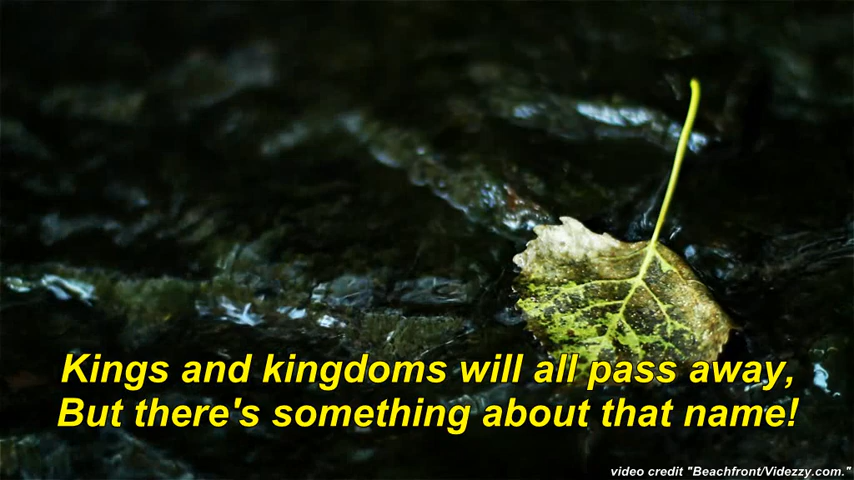 Kings and kingdoms will all pass away,
But there's something about that name!
video credit "Beachfront/Videzzy.com."